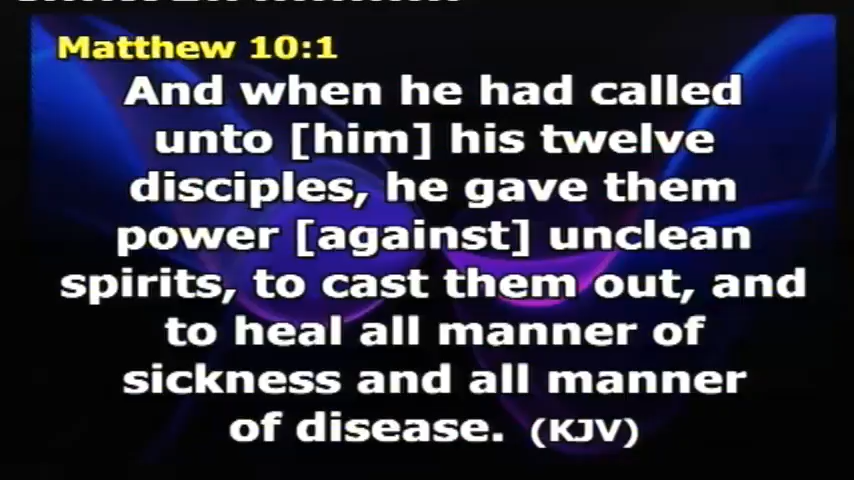 Matthew 10:1
And when he had called
unto [him] his twelve
disciples, he gave them
power [against] unclean
spirits, to cast them out, and
to heal all manner of
sickness and all manner
of disease. (KJV)